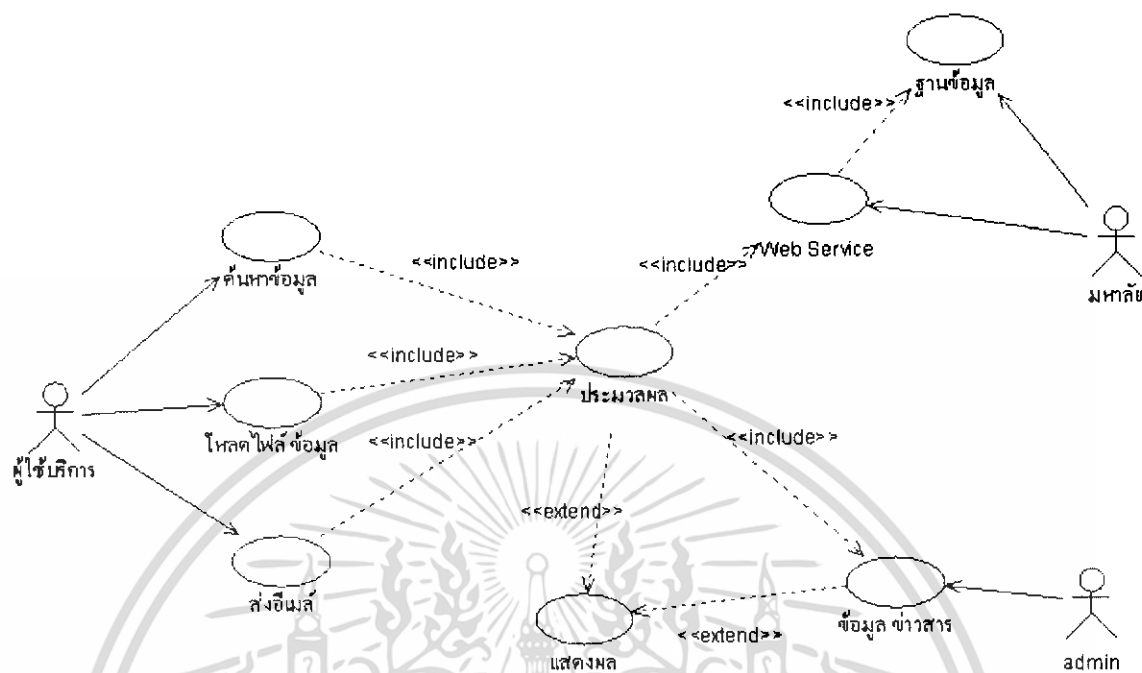 ฐานข้อมูล
<<include>>
Web Service
มหาลัย
ค้นหาข้อมูล
<<include>>
<<include>>
<<include>>
ประมวลผล
โหลดไฟล์ ข้อมูล
<<include>>
<<include>>
ผู้ใช้บริการ
<<extend>>
ส่งอีเมล์
ข้อมูล ข่าวสาร
<<extend>>
แสดงผล
admin